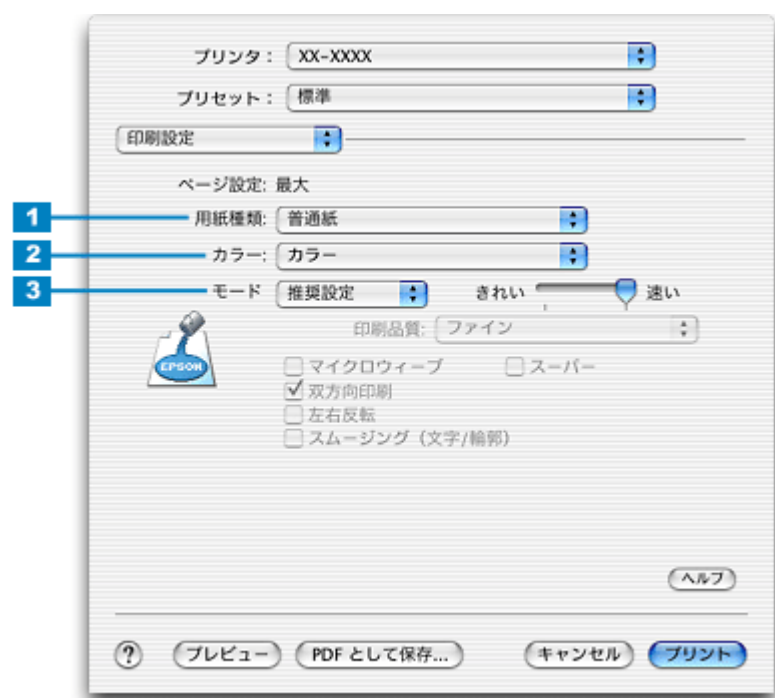 プリンタ： XX-XXXX
プリセット： 標準
印刷設定
ページ設定: 最大
1 用紙種類: 普通紙
2 カラー: カラー
3 モード 推奨設定 きれい 速い
印刷品質: ファイン
EPSON
マイクロウィーブ スーパー
双方向印刷
左右反転
スムージング（文字/輪郭）
ヘルプ
? プレビュー PDF として保存... キャンセル プリント